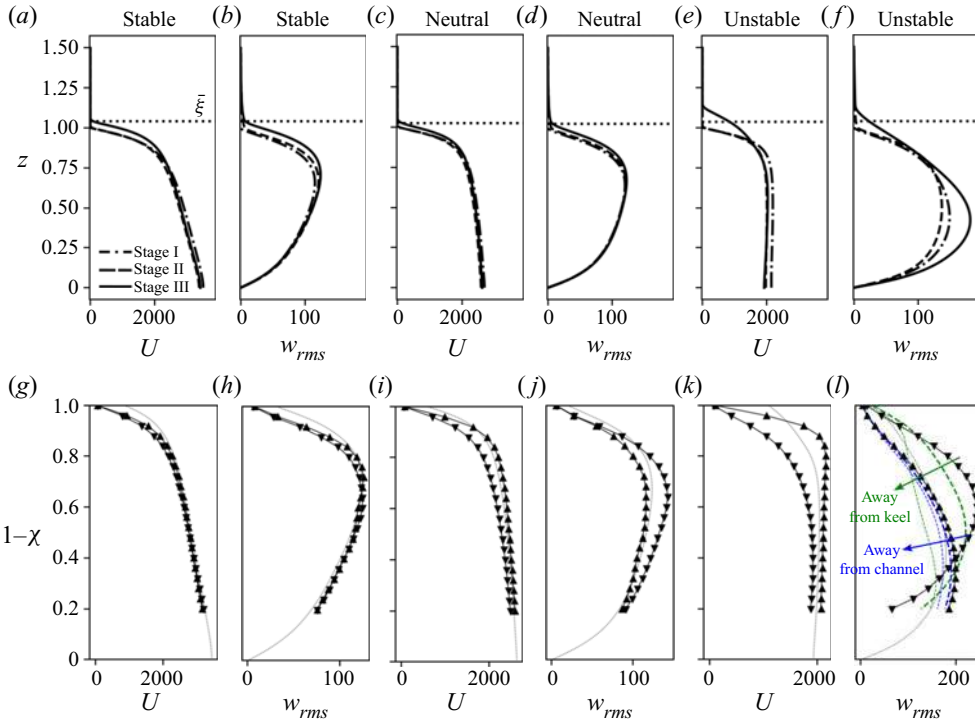 (a) Stable (b) Stable (c) Neutral (d) Neutral (e) Unstable (f) Unstable
1.50
ξ̄
1.00
z
0.75
0.50
0.25
Stage I
Stage II
Stage III
0
0 2000 0 100 0 2000 0 100 0 2000 0 100
U w_rms U w_rms U w_rms
(g) (h) (i) (j) (k) (l)
1.0
0.8
0.6
1–χ
0.4
0.2
0
Away
from keel
Away
from channel
0 2000 0 100 0 2000 0 100 0 2000 0 100 200
U w_rms U w_rms U w_rms